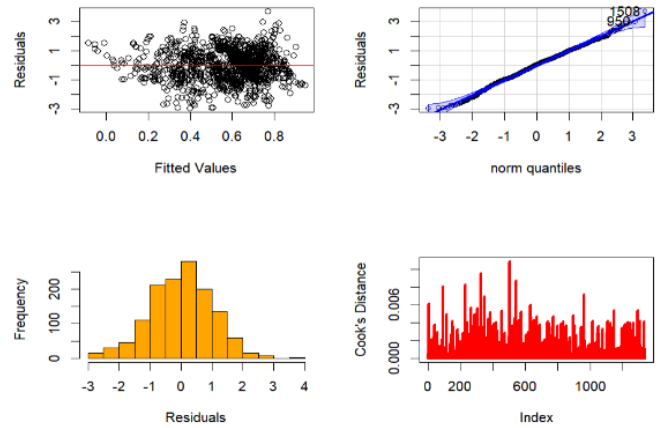 Residuals
3
1
-1
-3
0.0 0.2 0.4 0.6 0.8
Fitted Values
Residuals
3
1
-1
-3
1508
950
-3 -2 -1 0 1 2 3
norm quantiles
Frequency
200
100
0
-3 -2 -1 0 1 2 3 4
Residuals
Cook's Distance
0.006
0.000
0 200 600 1000
Index